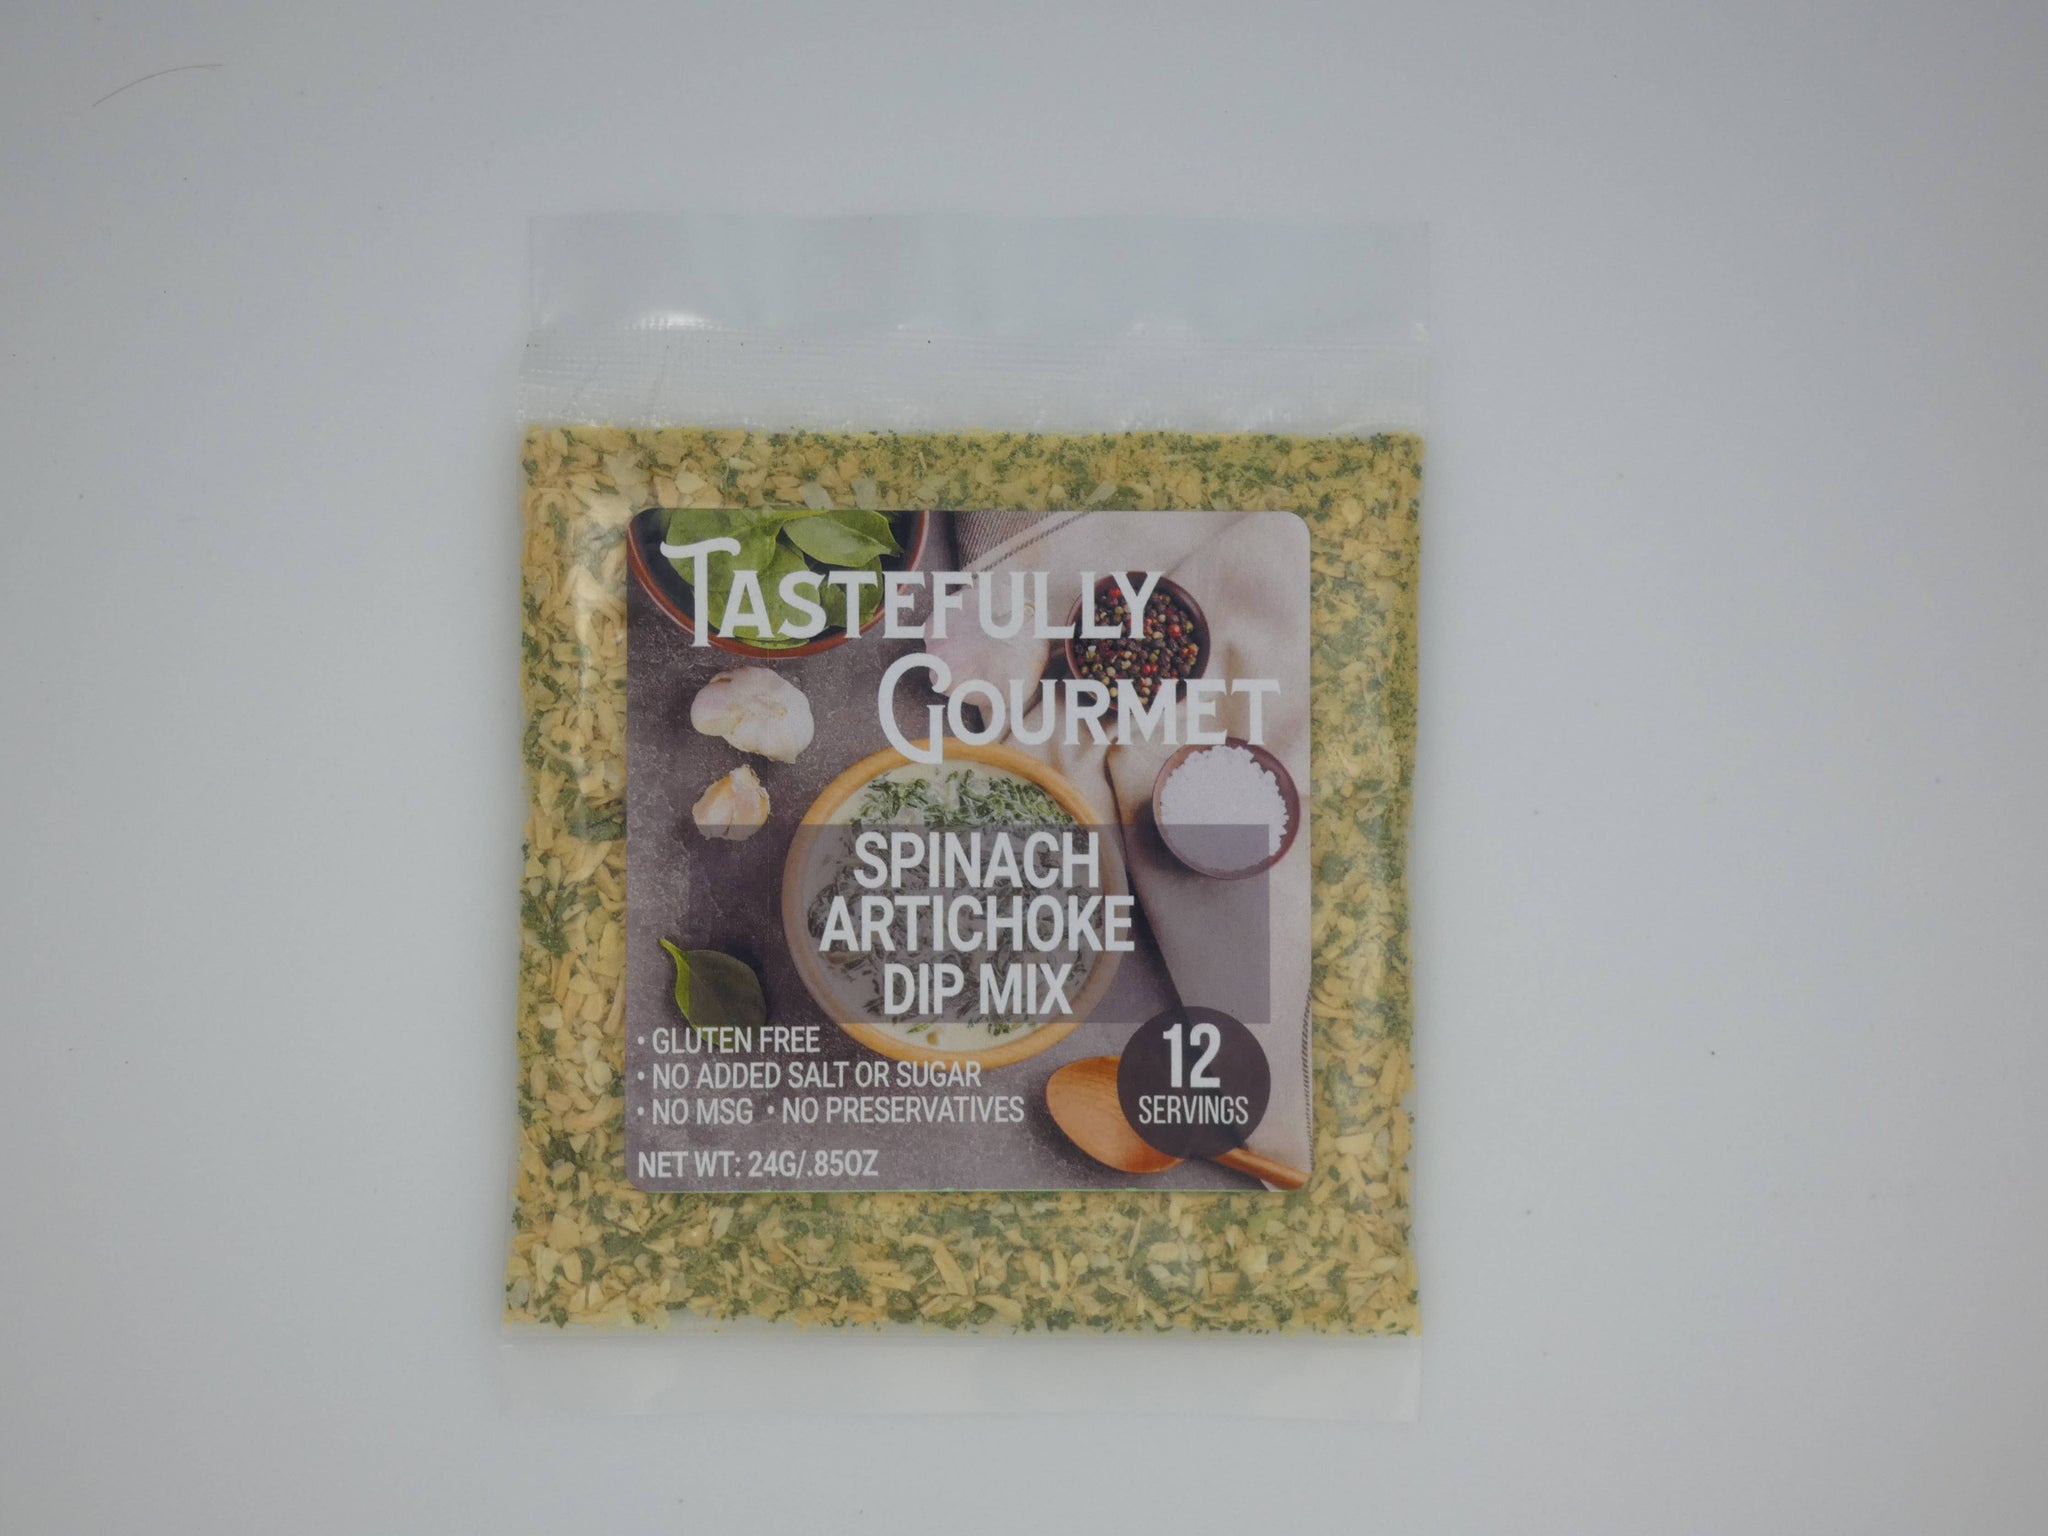 TASTEFULLY
GOURMET
SPINACH
ARTICHOKE
DIP MIX
• GLUTEN FREE
• NO ADDED SALT OR SUGAR
• NO MSG • NO PRESERVATIVES
NET WT: 24G/.85OZ
12
SERVINGS